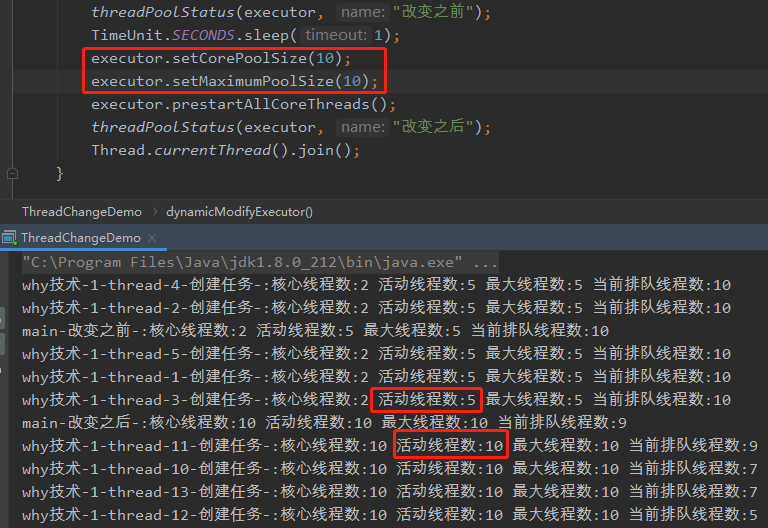 threadPoolStatus(executor, name: "改变之前");
TimeUnit.SECONDS.sleep( timeout: 1);
executor.setCorePoolSize(10);
executor.setMaximumPoolSize(10);
executor.prestartAllCoreThreads();
threadPoolStatus(executor, name: "改变之后");
Thread.currentThread().join();
}
ThreadChangeDemo › dynamicModifyExecutor()
ThreadChangeDemo ×
"C:\Program Files\Java\jdk1.8.0_212\bin\java.exe" ...
why技术-1-thread-4-创建任务-:核心线程数:2 活动线程数:5 最大线程数:5 当前排队线程数:10
why技术-1-thread-2-创建任务-:核心线程数:2 活动线程数:5 最大线程数:5 当前排队线程数:10
main-改变之前-:核心线程数:2 活动线程数:5 最大线程数:5 当前排队线程数:10
why技术-1-thread-5-创建任务-:核心线程数:2 活动线程数:5 最大线程数:5 当前排队线程数:10
why技术-1-thread-1-创建任务-:核心线程数:2 活动线程数:5 最大线程数:5 当前排队线程数:10
why技术-1-thread-3-创建任务-:核心线程数:2 活动线程数:5 最大线程数:5 当前排队线程数:10
main-改变之后-:核心线程数:10 活动线程数:10 最大线程数:10 当前排队线程数:9
why技术-1-thread-11-创建任务-:核心线程数:10 活动线程数:10 最大线程数:10 当前排队线程数:9
why技术-1-thread-10-创建任务-:核心线程数:10 活动线程数:10 最大线程数:10 当前排队线程数:7
why技术-1-thread-13-创建任务-:核心线程数:10 活动线程数:10 最大线程数:10 当前排队线程数:7
why技术-1-thread-12-创建任务-:核心线程数:10 活动线程数:10 最大线程数:10 当前排队线程数:5